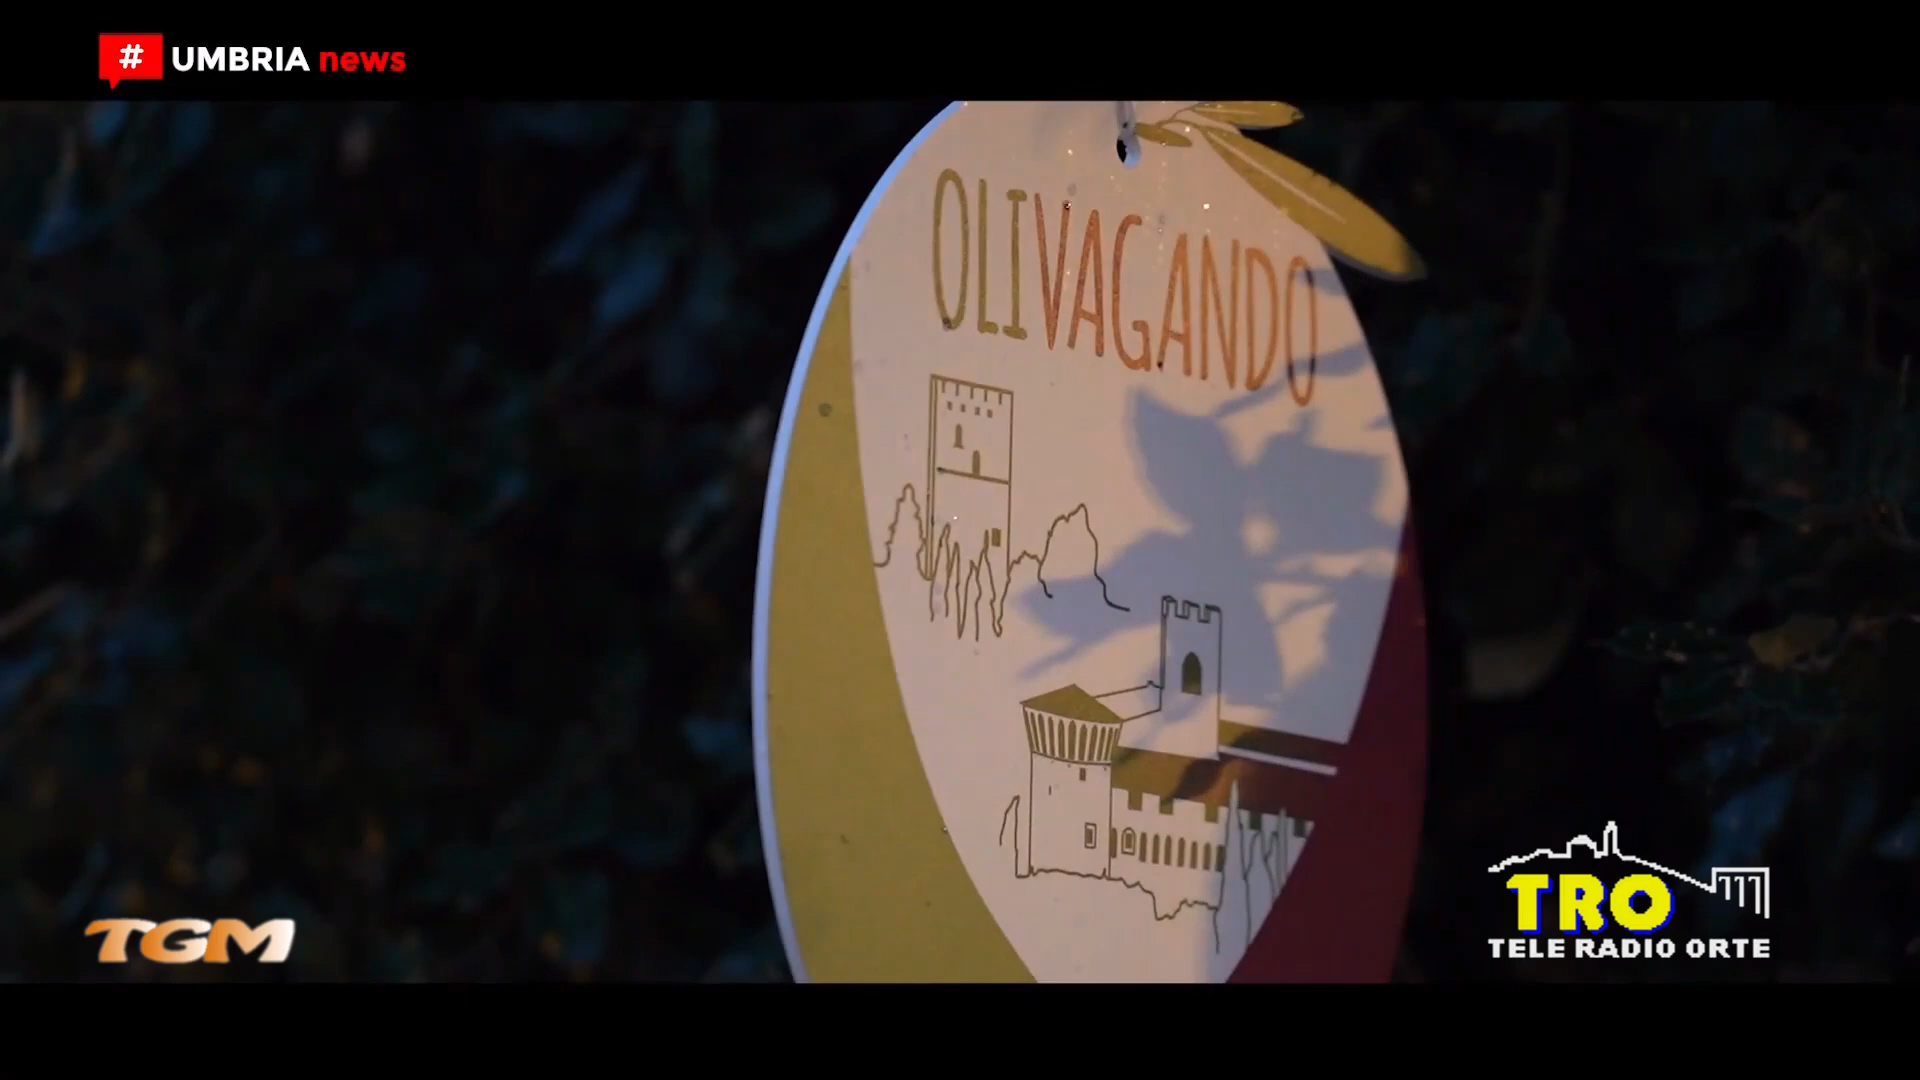 # UMBRIA news
OLIVAGANDO
TGM
TRO
TELE RADIO ORTE